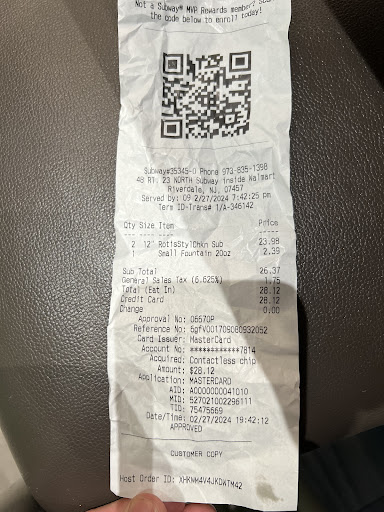 Not a Subway® MVP Rewards member? Scan
the code below to enroll today!
Subway#35345-0 Phone 973-835-1398
48 RT. 23 NORTH Subway inside Walmart
Riverdale, NJ, 07457
Served by: 09 2/27/2024 7:42:25 pm
Term ID-Trans# 1/A-346142
Qty Size Item Price
2 12" RotisStylChkn Sub 23.98
1 Small Fountain 20oz 2.39
Sub Total 26.37
General Sales Tax (6.625%) 1.75
Total (Eat In) 28.12
Credit Card 28.12
Change 0.00
Approval No: 06570P
Reference No: 5gfV001709080932052
Card Issuer: MasterCard
Account No: ************7814
Acquired: Contactless chip
Amount: $28.12
Application: MASTERCARD
AID: A0000000041010
MID: 527021002296111
TID: 75475669
Date/Time: 02/27/2024 19:42:12
APPROVED
CUSTOMER COPY
Host Order ID: XHKWM4V4JKDWTM42